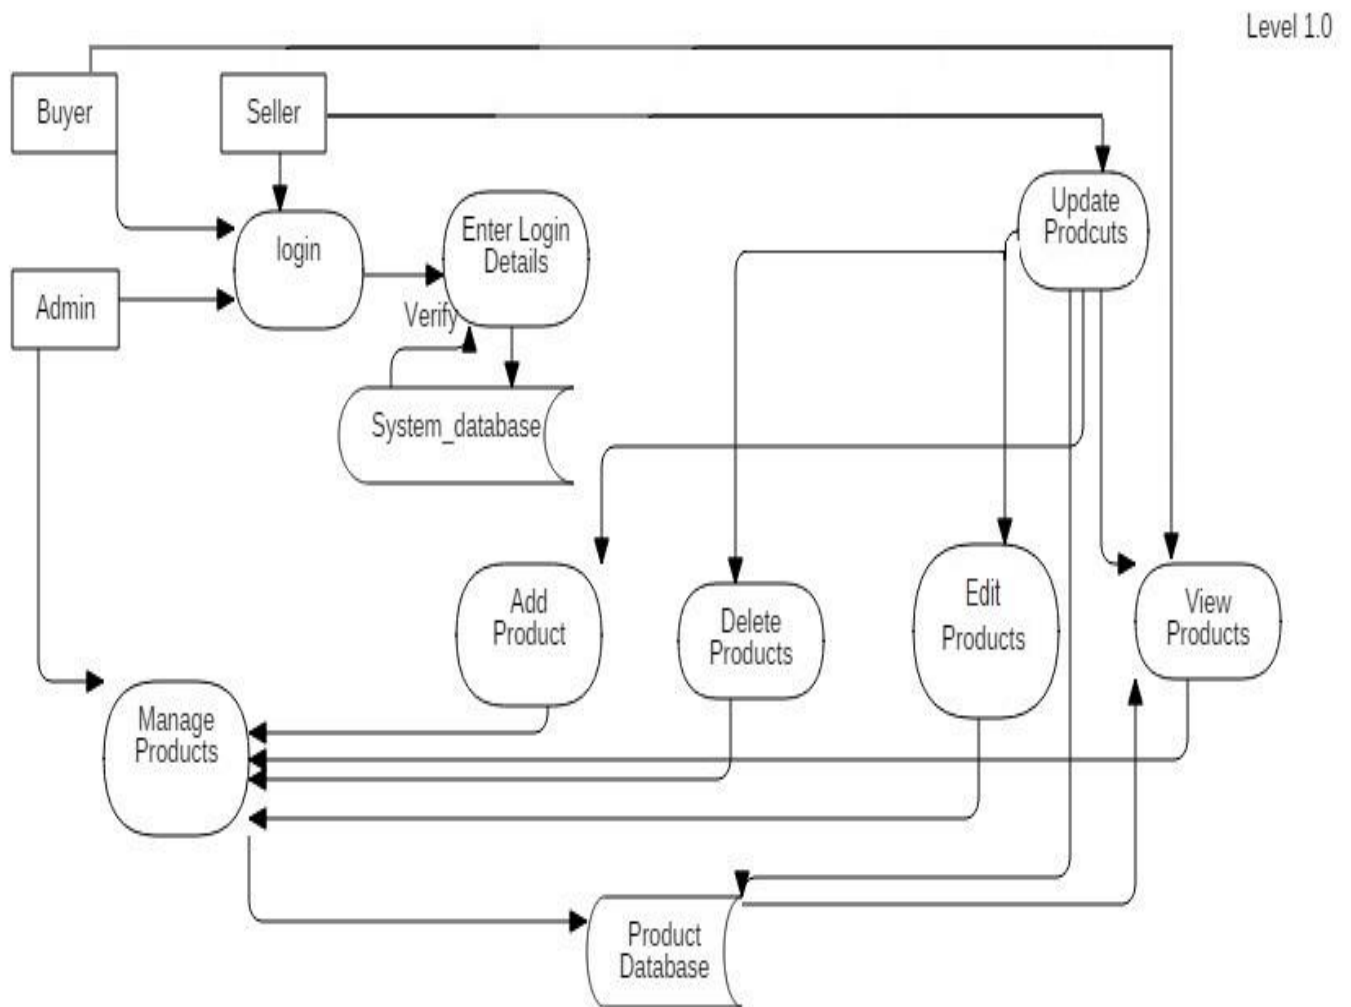 Level 1.0
Buyer
Seller
Update
Prodcuts
Enter Login
Details
login
Admin
Verify
System_database
Add
Product
Delete
Products
Edit
Products
View
Products
Manage
Products
Product
Database